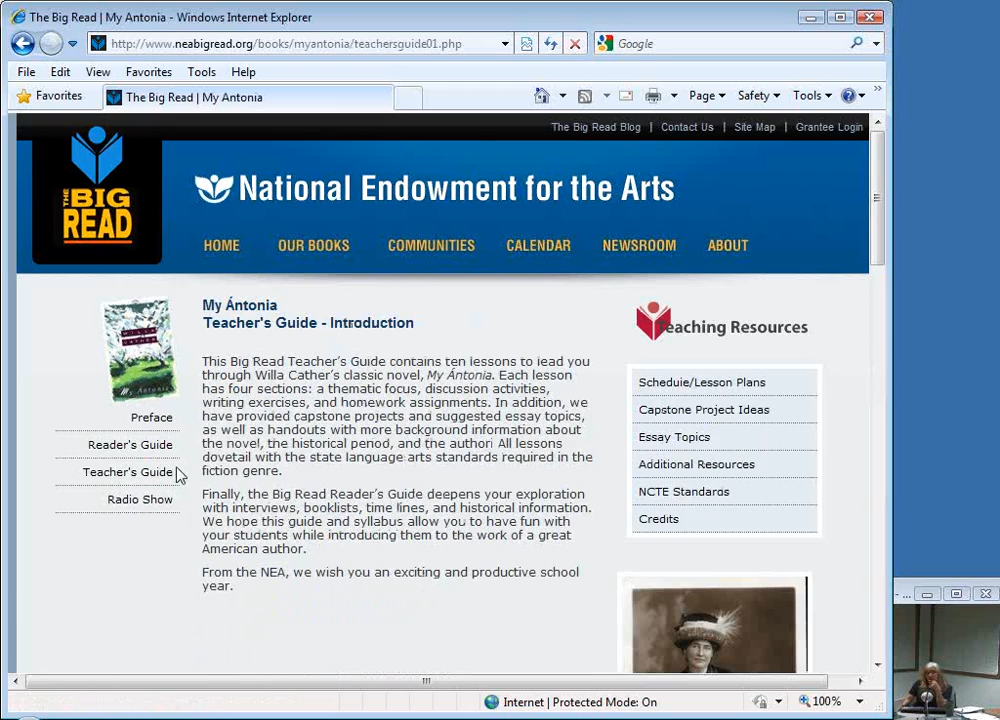 The Big Read | My Antonia - Windows Internet Explorer
http://www.neabigread.org/books/myantonia/teachersguide01.php
Google
File Edit View Favorites Tools Help
Favorites
The Big Read | My Antonia
Page Safety Tools
The Big Read Blog | Contact Us | Site Map | Grantee Login
THE BIG READ
National Endowment for the Arts
HOME OUR BOOKS COMMUNITIES CALENDAR NEWSROOM ABOUT
WILLA CATHER
My Ántonia
Preface
Reader's Guide
Teacher's Guide
Radio Show
My Ántonia
Teacher's Guide - Introduction
This Big Read Teacher's Guide contains ten lessons to lead you
through Willa Cather's classic novel, My Ántonia. Each lesson
has four sections: a thematic focus, discussion activities,
writing exercises, and homework assignments. In addition, we
have provided capstone projects and suggested essay topics,
as well as handouts with more background information about
the novel, the historical period, and the author. All lessons
dovetail with the state language arts standards required in the
fiction genre.
Finally, the Big Read Reader's Guide deepens your exploration
with interviews, booklists, time lines, and historical information.
We hope this guide and syllabus allow you to have fun with
your students while introducing them to the work of a great
American author.
From the NEA, we wish you an exciting and productive school
year.
Teaching Resources
Schedule/Lesson Plans
Capstone Project Ideas
Essay Topics
Additional Resources
NCTE Standards
Credits
Internet | Protected Mode: On
100%